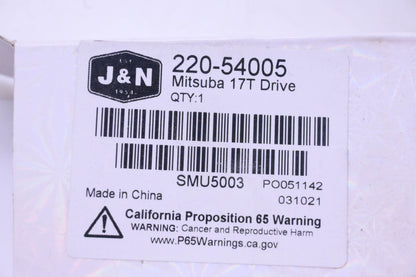 EST
J&N
1954
220-54005
Mitsuba 17T Drive
QTY:1
SMU5003 PO051142
Made in China 031021
California Proposition 65 Warning
WARNING: Cancer and Reproductive Harm
www.P65Warnings.ca.gov